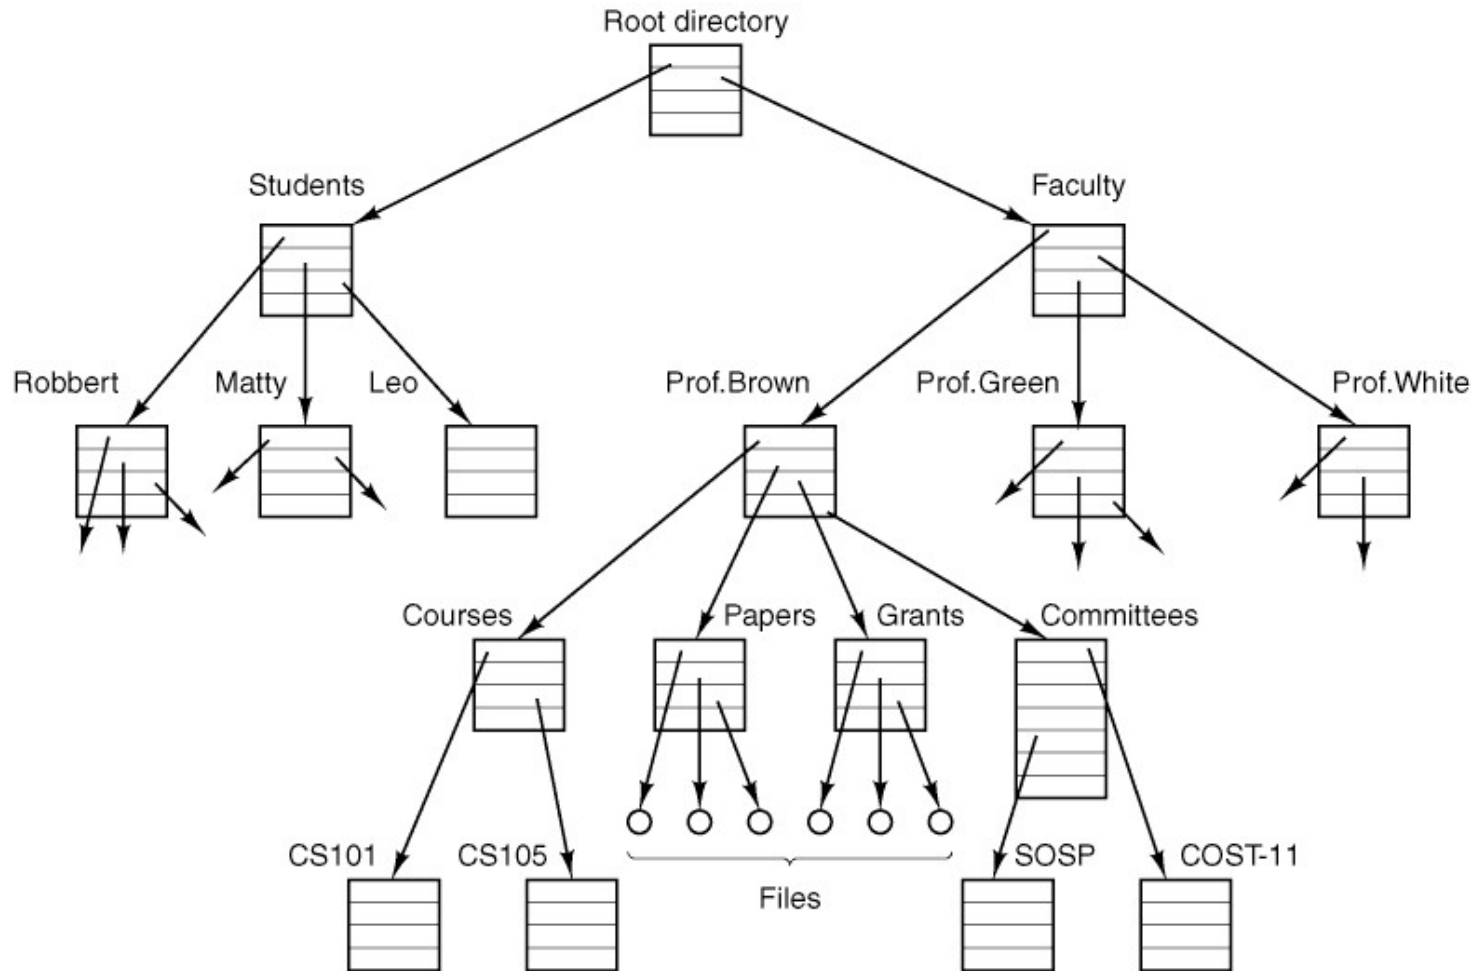 Root directory
Students
Faculty
Robbert
Matty
Leo
Prof.Brown
Prof.Green
Prof.White
Courses
Papers
Grants
Committees
CS101
CS105
SOSP
COST-11
Files